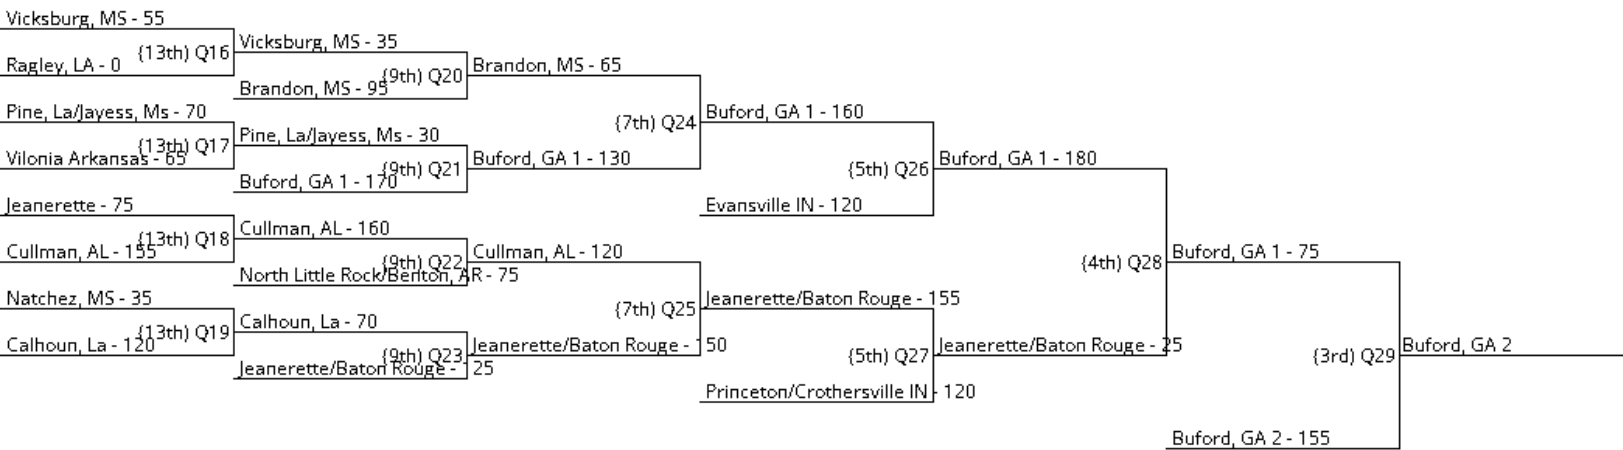 Vicksburg, MS - 55
{13th) Q16
Ragley, LA - 0
Pine, La/Jayess, Ms - 70
{13th) Q17
Vilonia Arkansas - 65
Jeanerette - 75
{13th) Q18
Cullman, AL - 155
Natchez, MS - 35
{13th) Q19
Calhoun, La - 120
Vicksburg, MS - 35
{9th) Q20
Brandon, MS - 95
Pine, La/Jayess, Ms - 30
{9th) Q21
Buford, GA 1 - 170
Cullman, AL - 160
{9th) Q22
North Little Rock/Benton, AR - 75
Calhoun, La - 70
{9th) Q23
Jeanerette/Baton Rouge - 125
Brandon, MS - 65
{7th) Q24
Buford, GA 1 - 130
Cullman, AL - 120
{7th) Q25
Jeanerette/Baton Rouge - 150
Buford, GA 1 - 160
{5th) Q26
Evansville IN - 120
Jeanerette/Baton Rouge - 155
{5th) Q27
Princeton/Crothersville IN - 120
Buford, GA 1 - 180
{4th) Q28
Jeanerette/Baton Rouge - 25
Buford, GA 1 - 75
{3rd) Q29
Buford, GA 2 - 155
Buford, GA 2